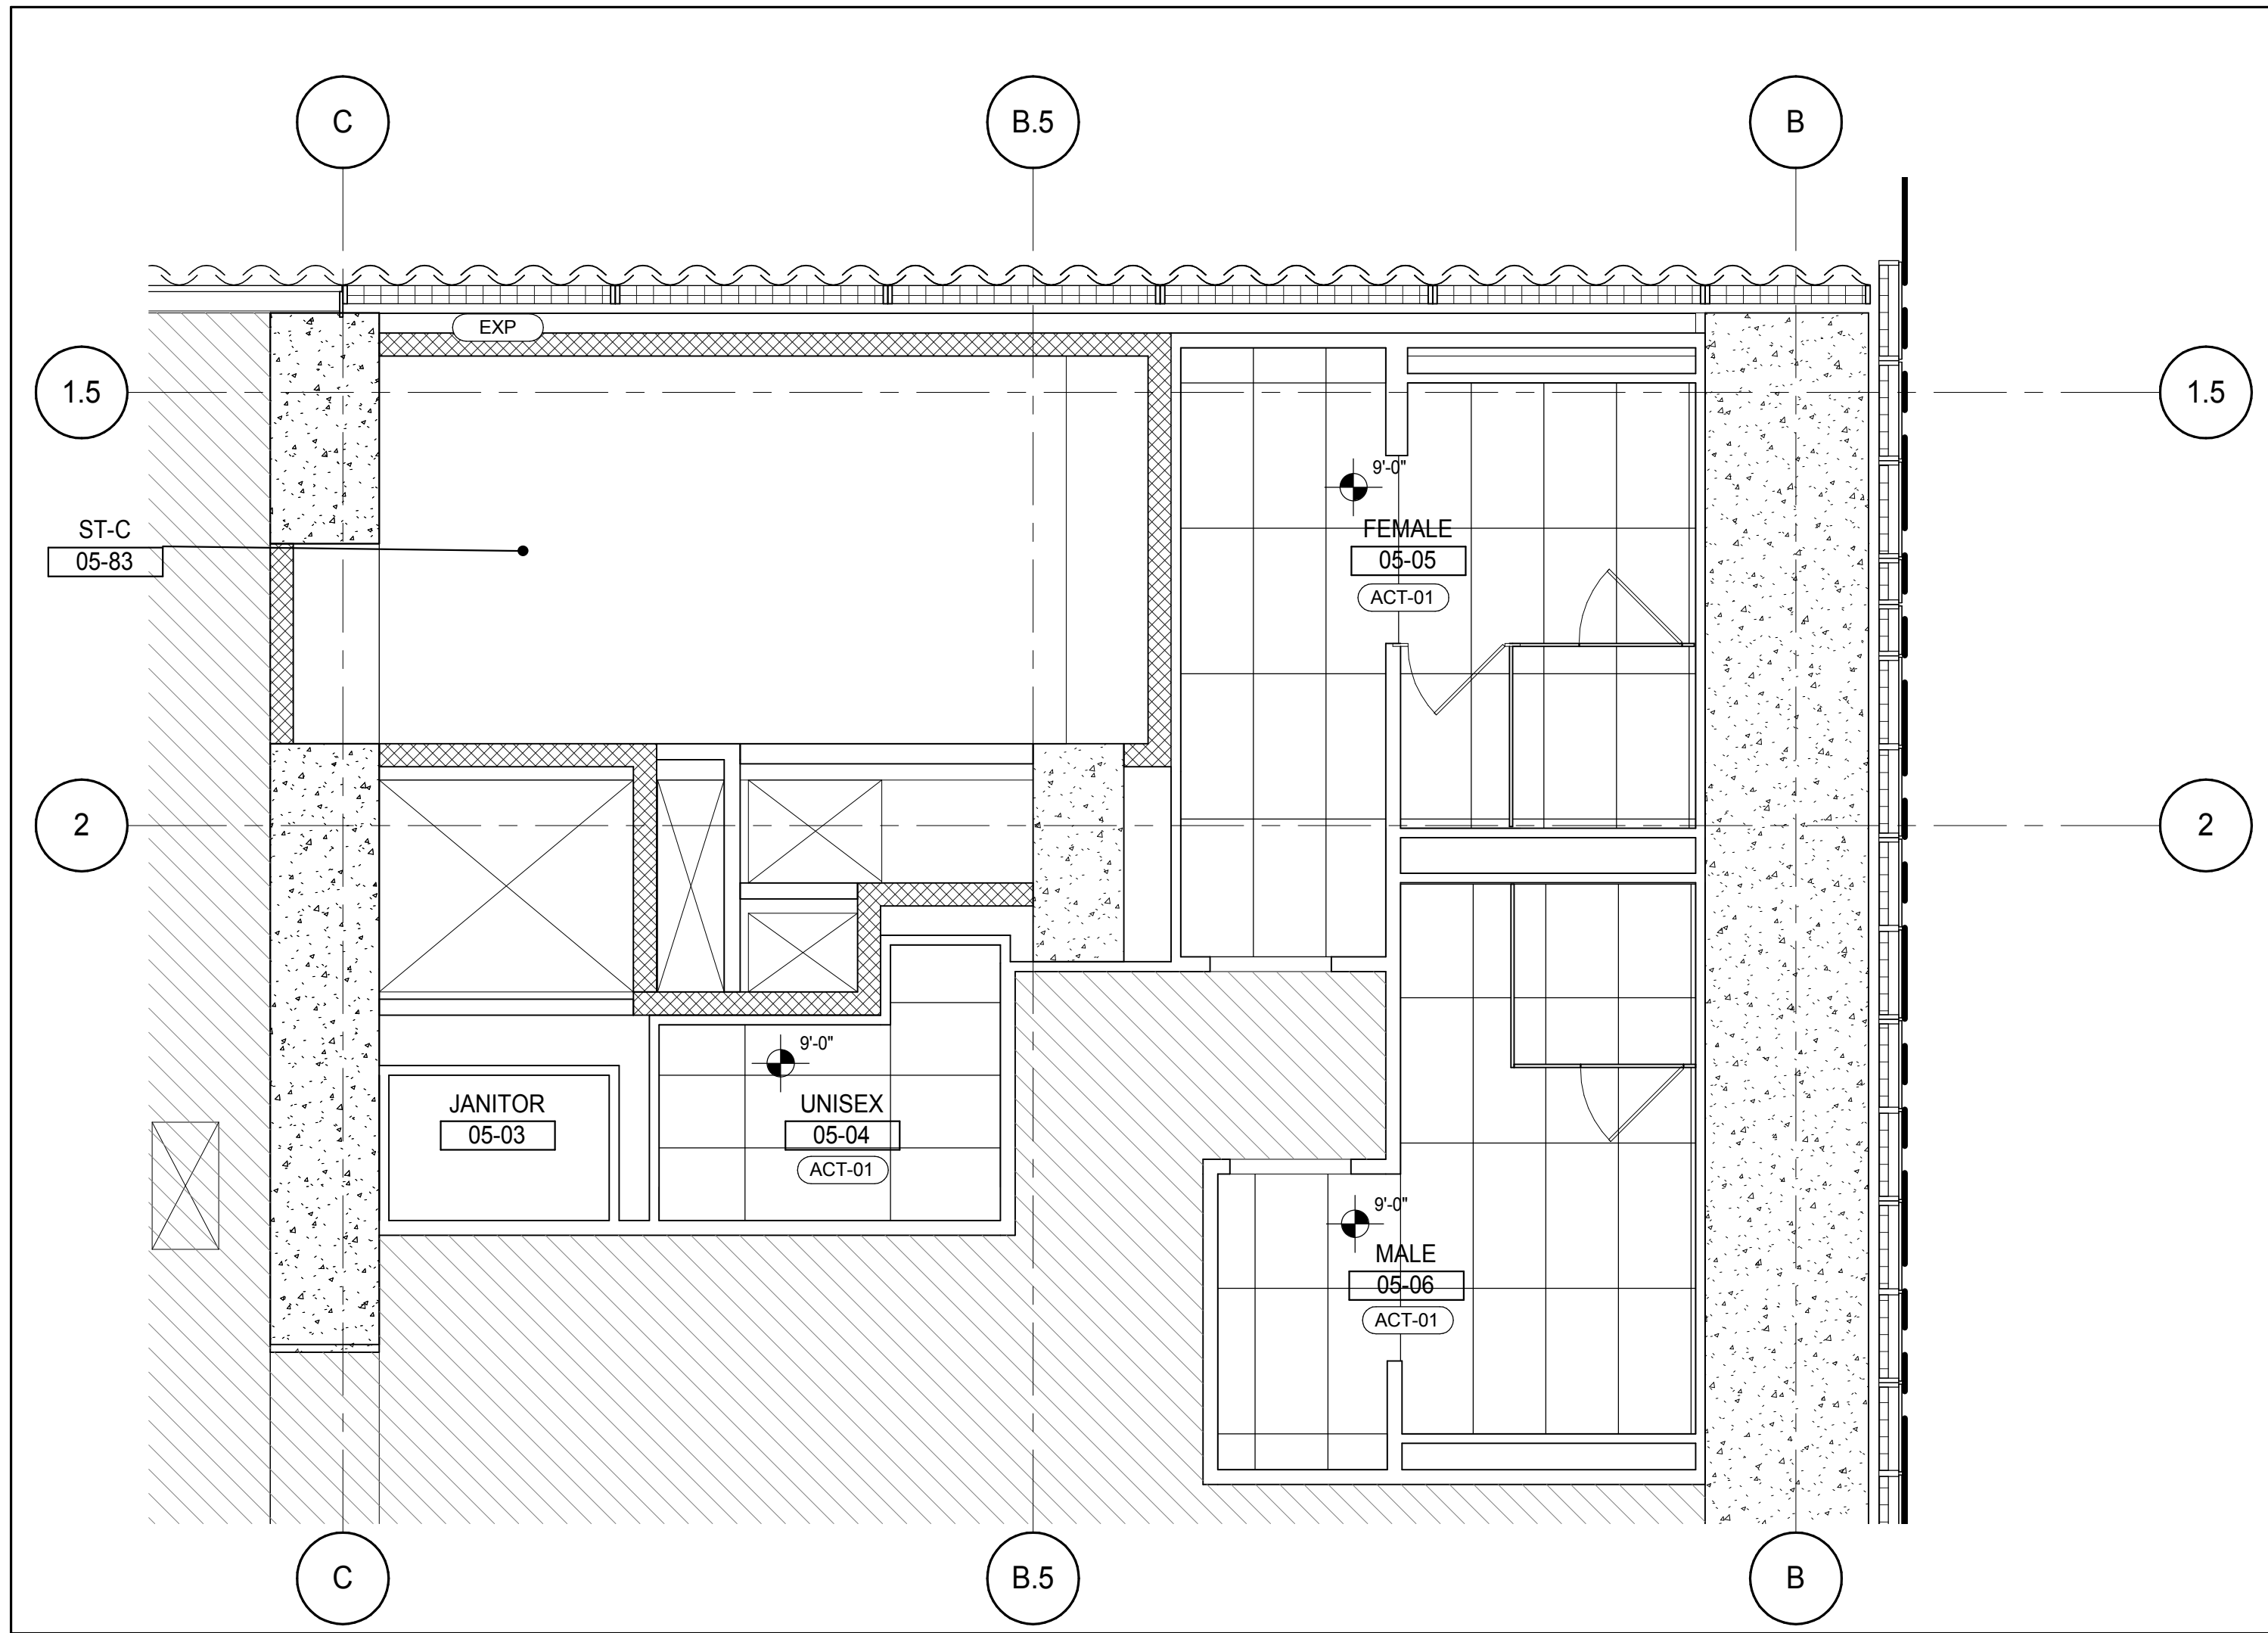 C
B.5
B
EXP
1.5
1.5
9'-0"
ST-C
05-83
FEMALE
05-05
ACT-01
2
2
9'-0"
JANITOR
05-03
UNISEX
05-04
ACT-01
9'-0"
MALE
05-06
ACT-01
C
B.5
B